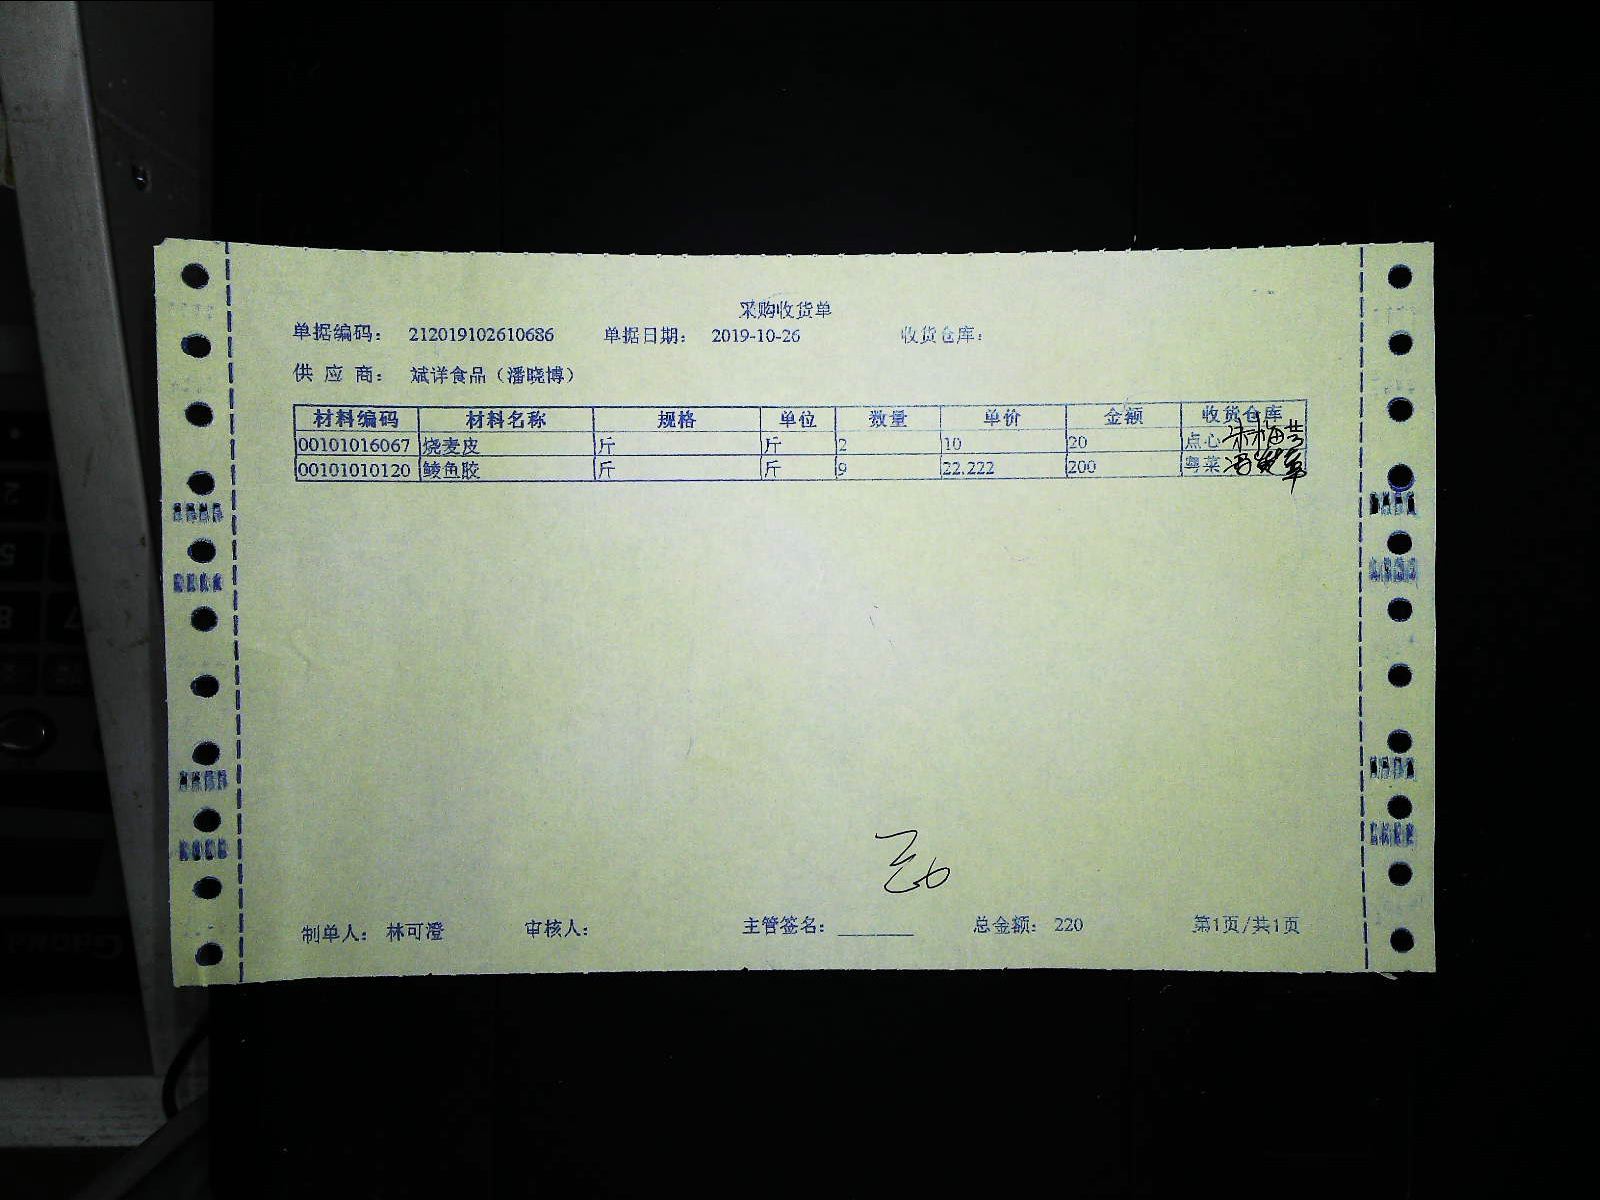 采购收货单
单据编码： 212019102610686 单据日期： 2019-10-26 收货仓库：
供 应 商： 斌详食品（潘晓博）
材料编码 材料名称 规格 单位 数量 单价 金额 收货仓库
00101016067 烧麦皮 斤 斤 2 10 20 点心
00101010120 鲮鱼胶 斤 斤 9 22.222 200 粤菜
制单人： 林可澄 审核人： 主管签名： 总金额： 220 第1页/共1页